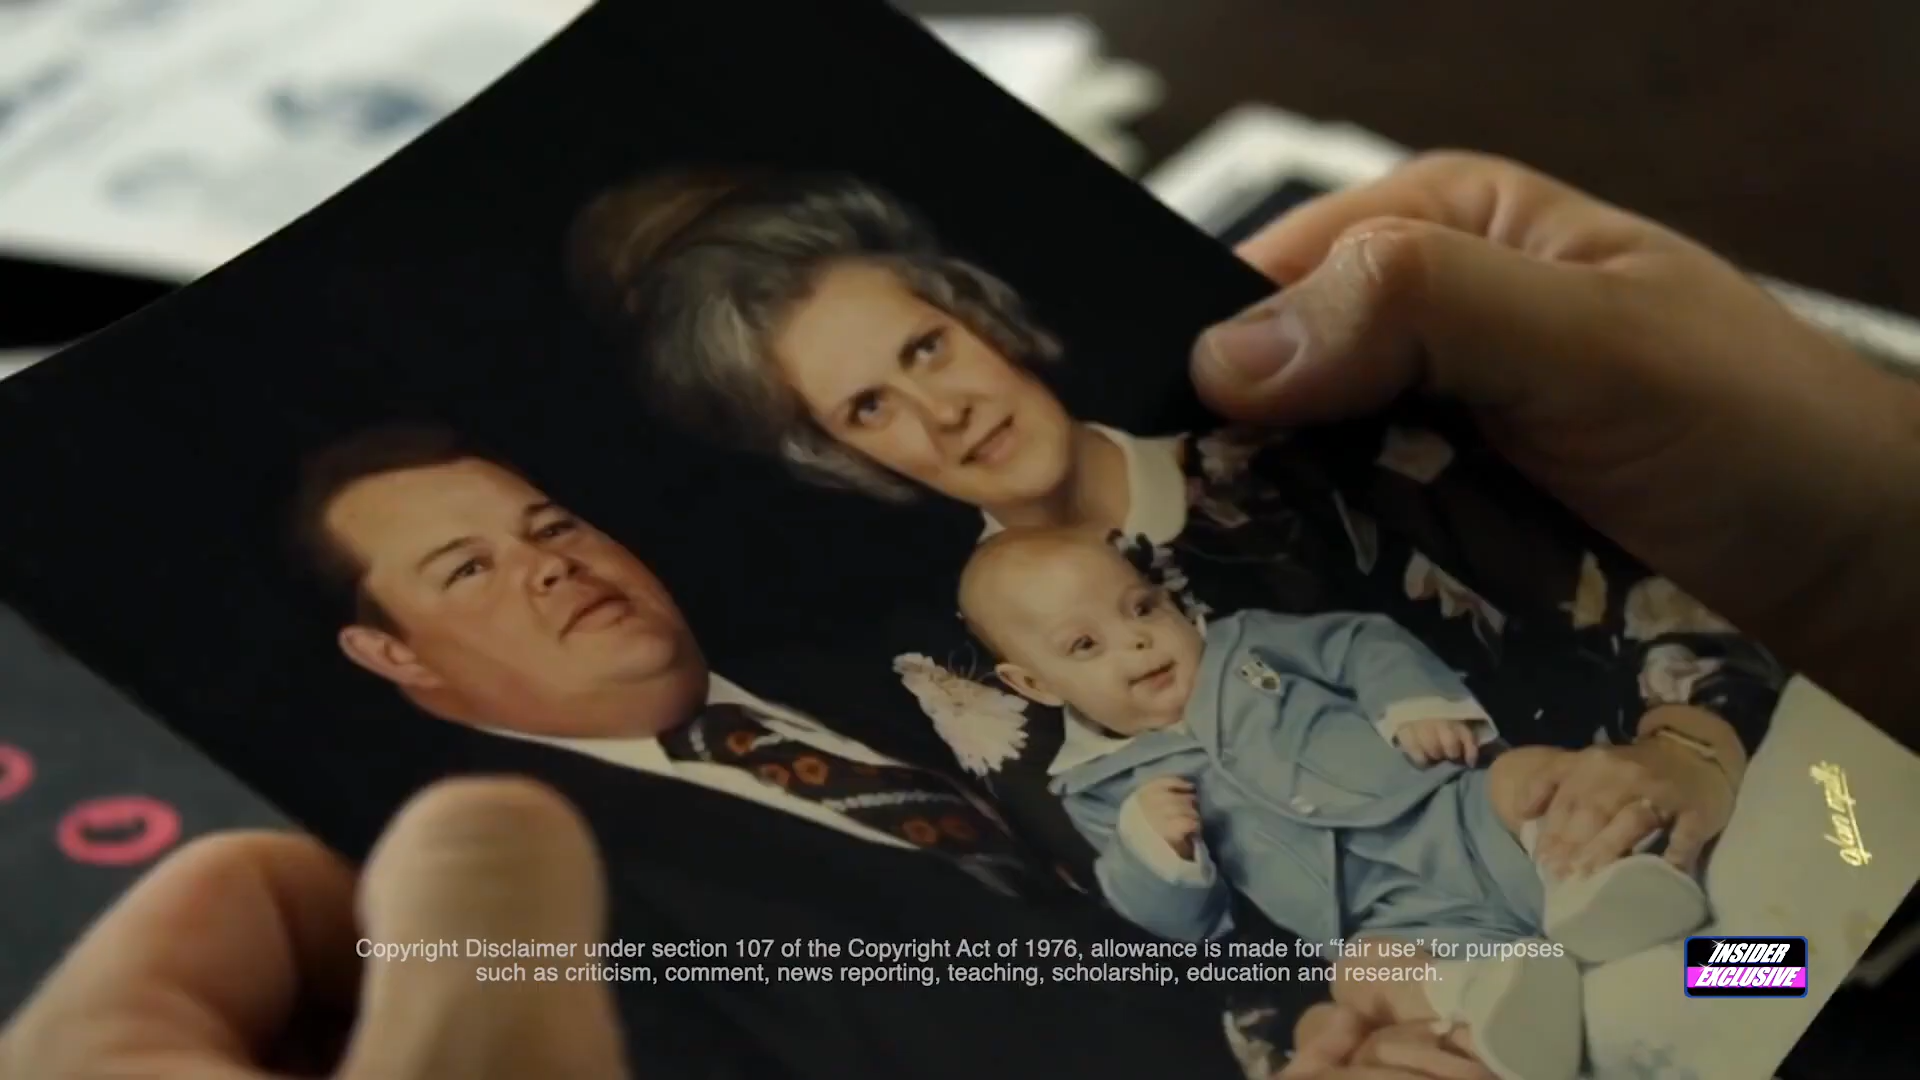 Copyright Disclaimer under section 107 of the Copyright Act of 1976, allowance is made for “fair use” for purposes
such as criticism, comment, news reporting, teaching, scholarship, education and research.
INSIDER
EXCLUSIVE